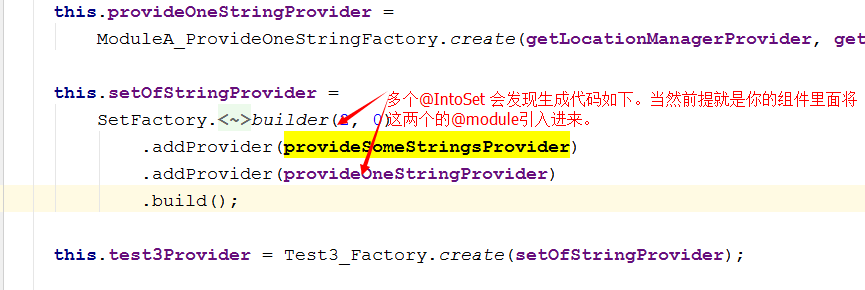 this.provideOneStringProvider =
ModuleA_ProvideOneStringFactory.create(getLocationManagerProvider, get
this.setOfStringProvider =
多个@IntoSet 会发现生成代码如下。当然前提就是你的组件里面将
SetFactory.<~>builder(2, 0)
这两个的@module引入进来。
.addProvider(provideSomeStringsProvider)
.addProvider(provideOneStringProvider)
.build();
this.test3Provider = Test3_Factory.create(setOfStringProvider);